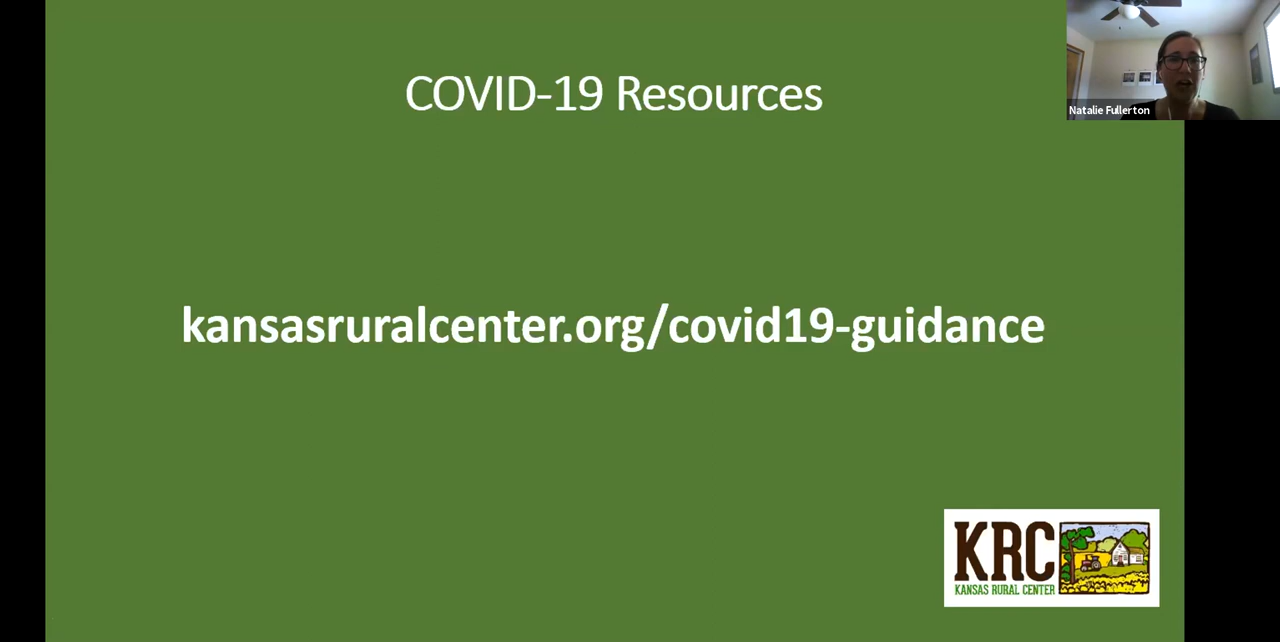 COVID-19 Resources
Natalie Fullerton
kansasruralcenter.org/covid19-guidance
KRC
KANSAS RURAL CENTER